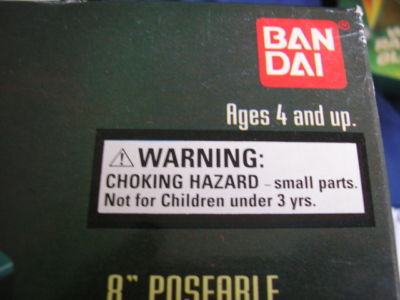 BAN
DAI
Ages 4 and up.
WARNING:
CHOKING HAZARD - small parts.
Not for Children under 3 yrs.
8" POSEABLE